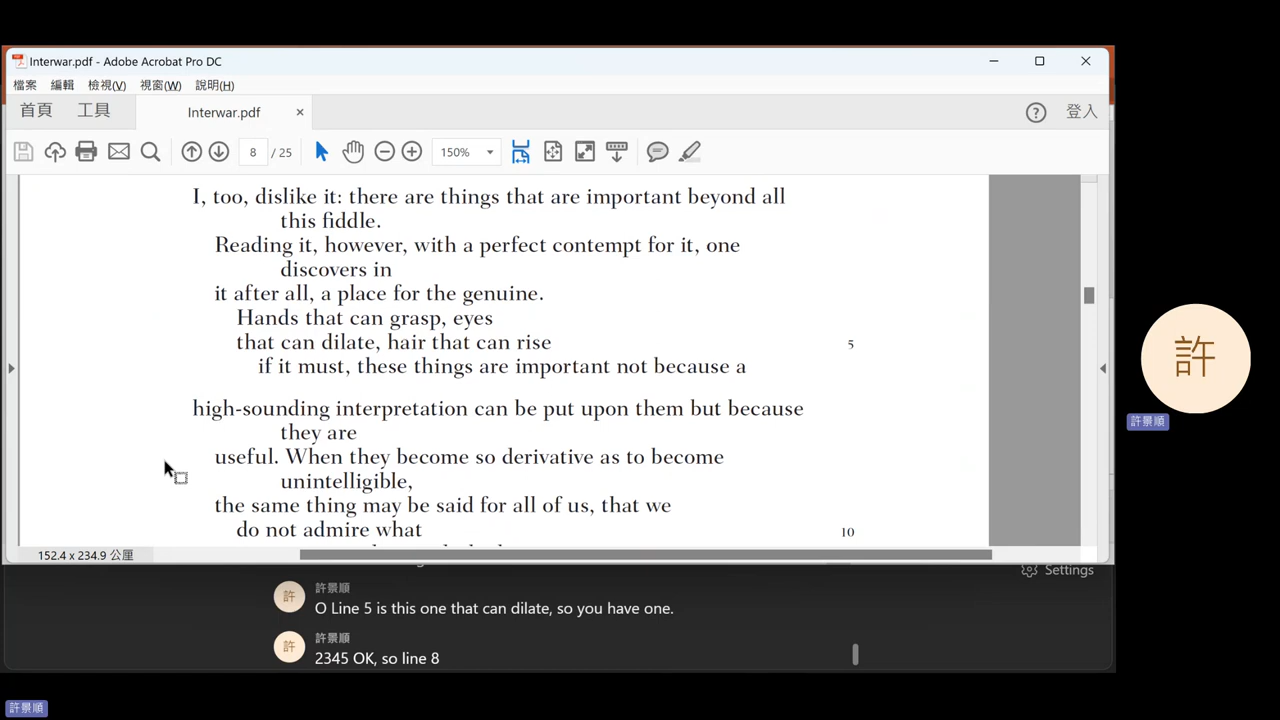 Interwar.pdf - Adobe Acrobat Pro DC
檔案 編輯 檢視(V) 視窗(W) 說明(H)
首頁 工具 Interwar.pdf × 登入
8 / 25 150%
I, too, dislike it: there are things that are important beyond all
this fiddle.
Reading it, however, with a perfect contempt for it, one
discovers in
it after all, a place for the genuine.
Hands that can grasp, eyes
that can dilate, hair that can rise 5
if it must, these things are important not because a
high-sounding interpretation can be put upon them but because
they are
useful. When they become so derivative as to become
unintelligible,
the same thing may be said for all of us, that we
do not admire what 10
152.4 x 234.9 公厘
Settings
許 許景順
O Line 5 is this one that can dilate, so you have one.
許 許景順
2345 OK, so line 8
許
許景順
許景順